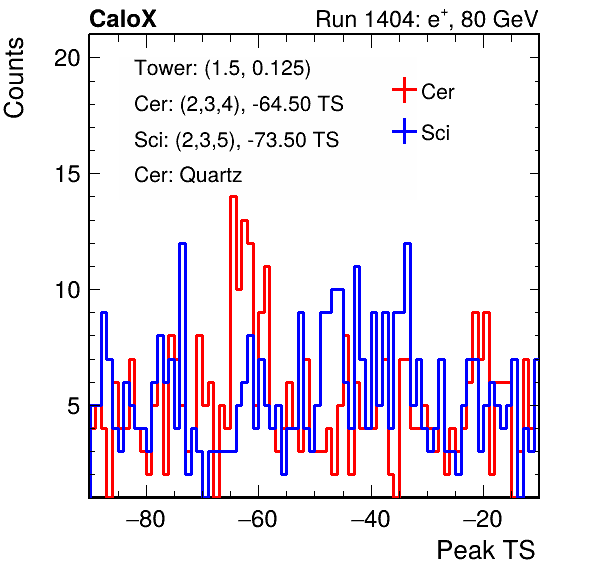 CaloX
Run 1404: e⁺, 80 GeV
Counts
Tower: (1.5, 0.125)
Cer: (2,3,4), -64.50 TS
Sci: (2,3,5), -73.50 TS
Cer: Quartz
Cer
Sci
20
15
10
5
−80 −60 −40 −20
Peak TS